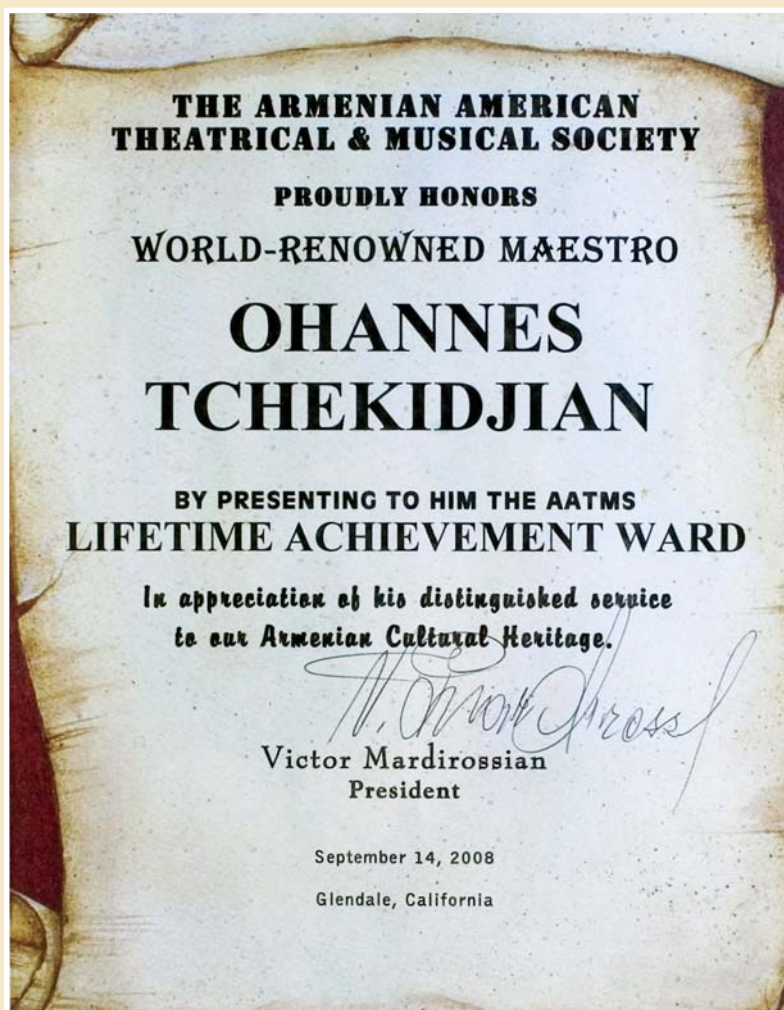 THE ARMENIAN AMERICAN
THEATRICAL & MUSICAL SOCIETY
PROUDLY HONORS
WORLD-RENOWNED MAESTRO
OHANNES
TCHEKIDJIAN
BY PRESENTING TO HIM THE AATMS
LIFETIME ACHIEVEMENT WARD
In appreciation of his distinguished service
to our Armenian Cultural Heritage.
Victor Mardirossian
President
September 14, 2008
Glendale, California